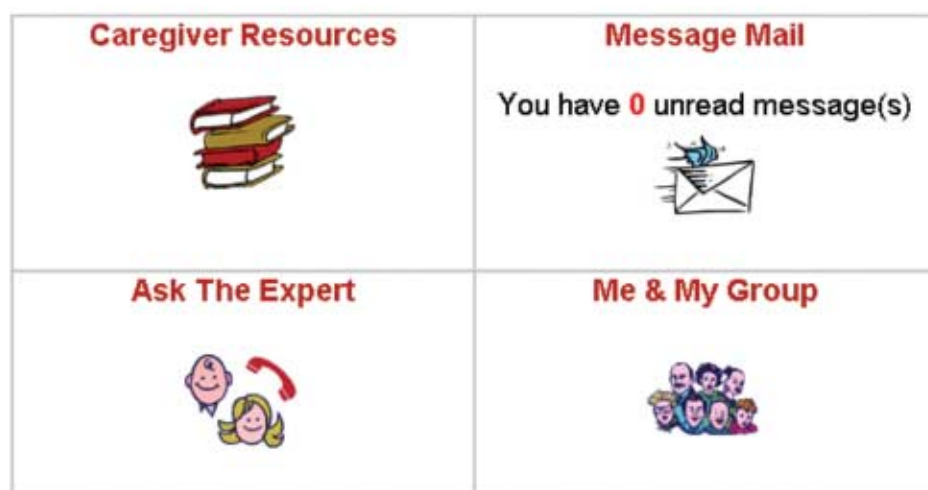 Caregiver Resources
Message Mail
You have 0 unread message(s)
Ask The Expert
Me & My Group